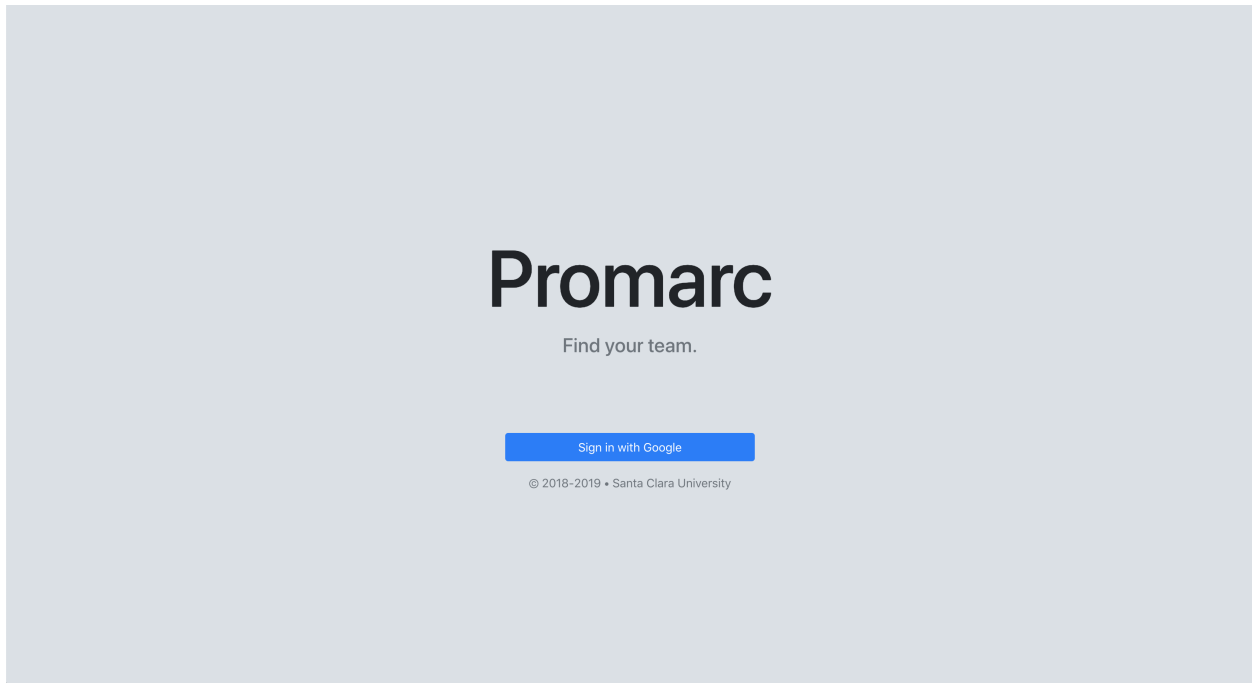 Promarc
Find your team.
Sign in with Google
© 2018-2019 • Santa Clara University